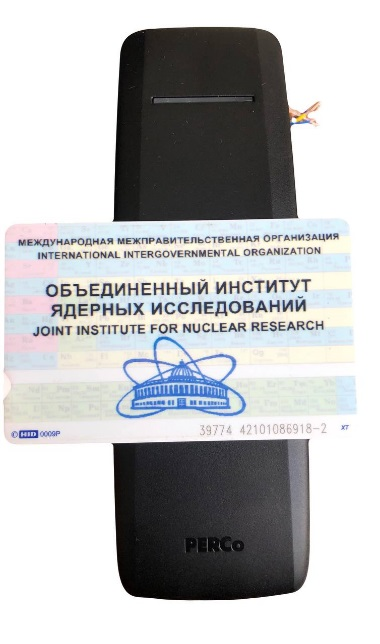 МЕЖДУНАРОДНАЯ МЕЖПРАВИТЕЛЬСТВЕННАЯ ОРГАНИЗАЦИЯ
INTERNATIONAL INTERGOVERNMENTAL ORGANIZATION
ОБЪЕДИНЕННЫЙ ИНСТИТУТ
ЯДЕРНЫХ ИССЛЕДОВАНИЙ
JOINT INSTITUTE FOR NUCLEAR RESEARCH
39774 42101086918-2
© HID 0009P
XT
PERCo